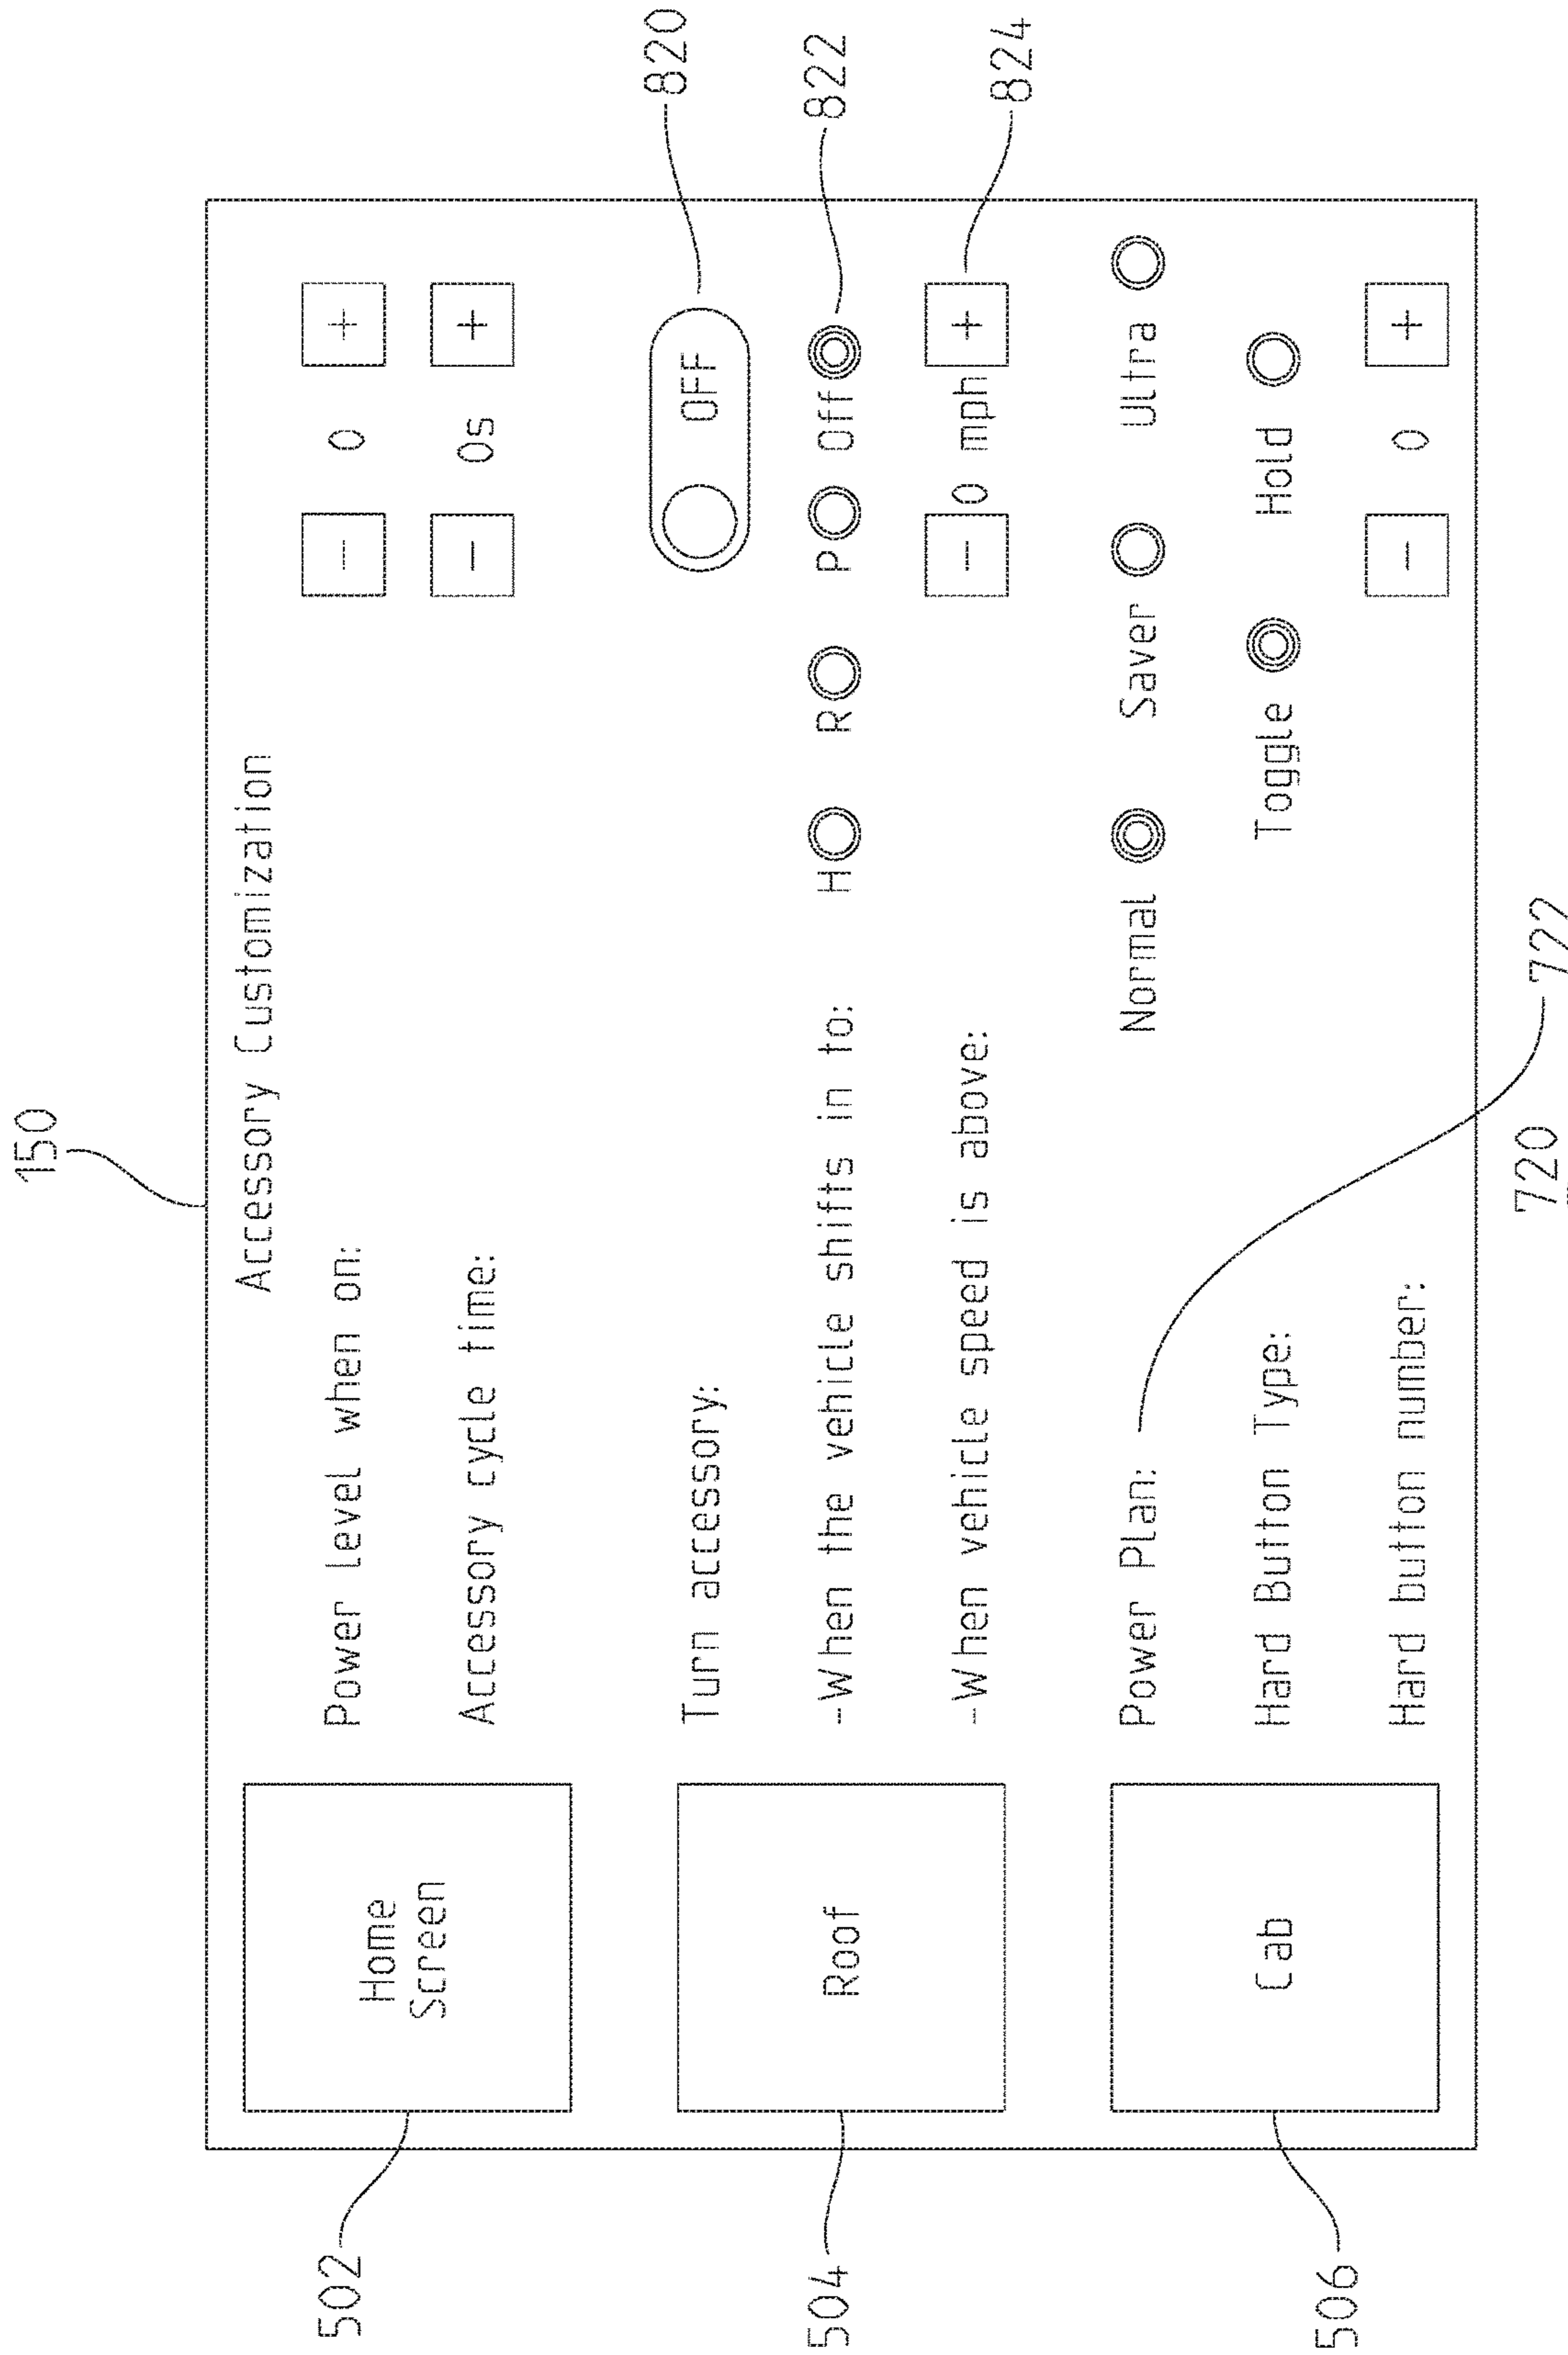 150
Accessory Customization
502
Home
Screen
Power level when on:
- 0 +
Accessory cycle time:
- 0s +
504
Roof
Turn accessory:
OFF
820
-When the vehicle shifts in to:
H R P Off
822
-When vehicle speed is above:
- 0 mph +
824
506
Cab
Power Plan:
Normal Saver Ultra
Hard Button Type:
Toggle Hold
Hard button number:
- 0 +
720
722